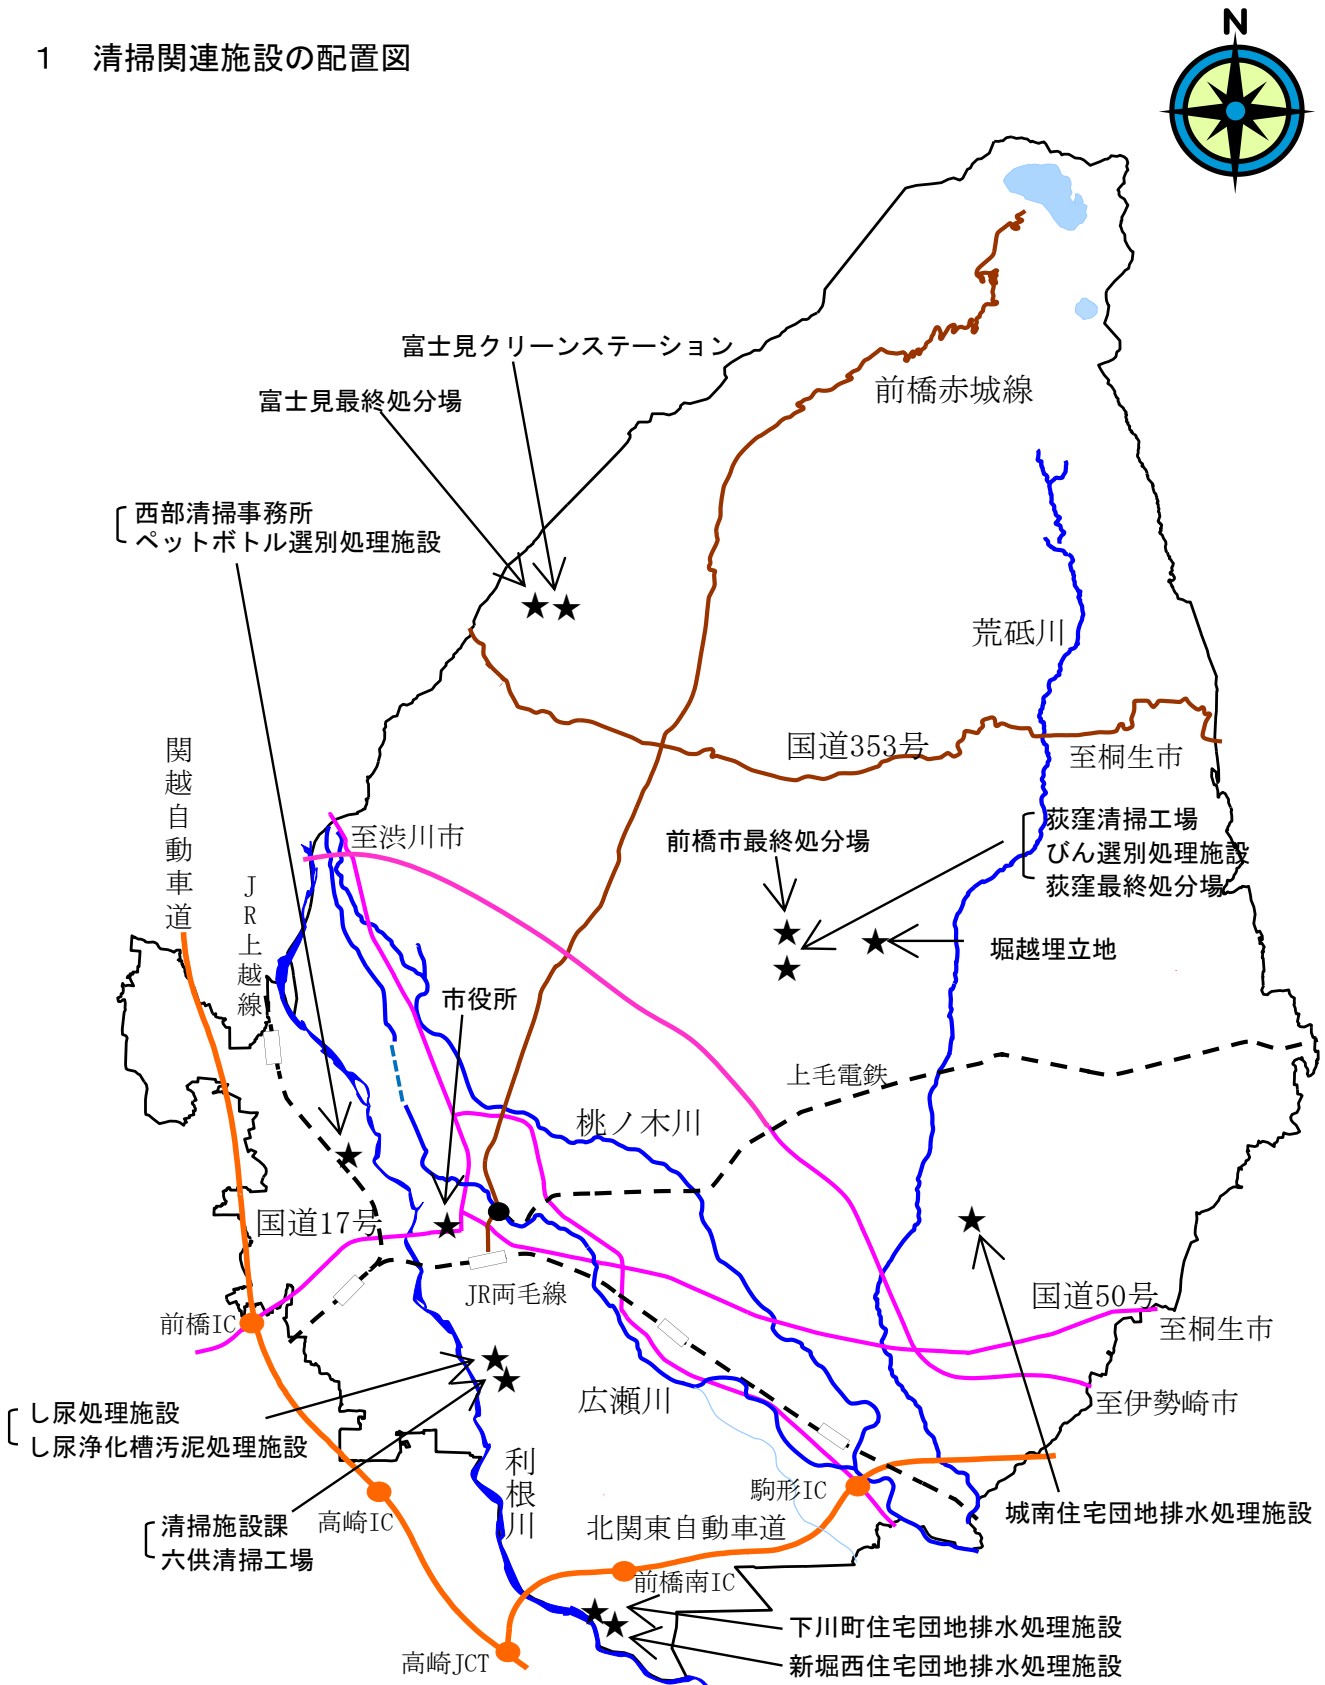 N
１　清掃関連施設の配置図
富士見クリーンステーション
前橋赤城線
富士見最終処分場
西部清掃事務所
ペットボトル選別処理施設
荒砥川
関越自動車道
国道353号
至桐生市
至渋川市
前橋市最終処分場
荻窪清掃工場
びん選別処理施設
荻窪最終処分場
JR上越線
堀越埋立地
市役所
上毛電鉄
桃ノ木川
国道17号
JR両毛線
国道50号
前橋IC
至桐生市
広瀬川
至伊勢崎市
し尿処理施設
し尿浄化槽汚泥処理施設
利根川
駒形IC
城南住宅団地排水処理施設
高崎IC
清掃施設課
六供清掃工場
北関東自動車道
前橋南IC
下川町住宅団地排水処理施設
高崎JCT
新堀西住宅団地排水処理施設